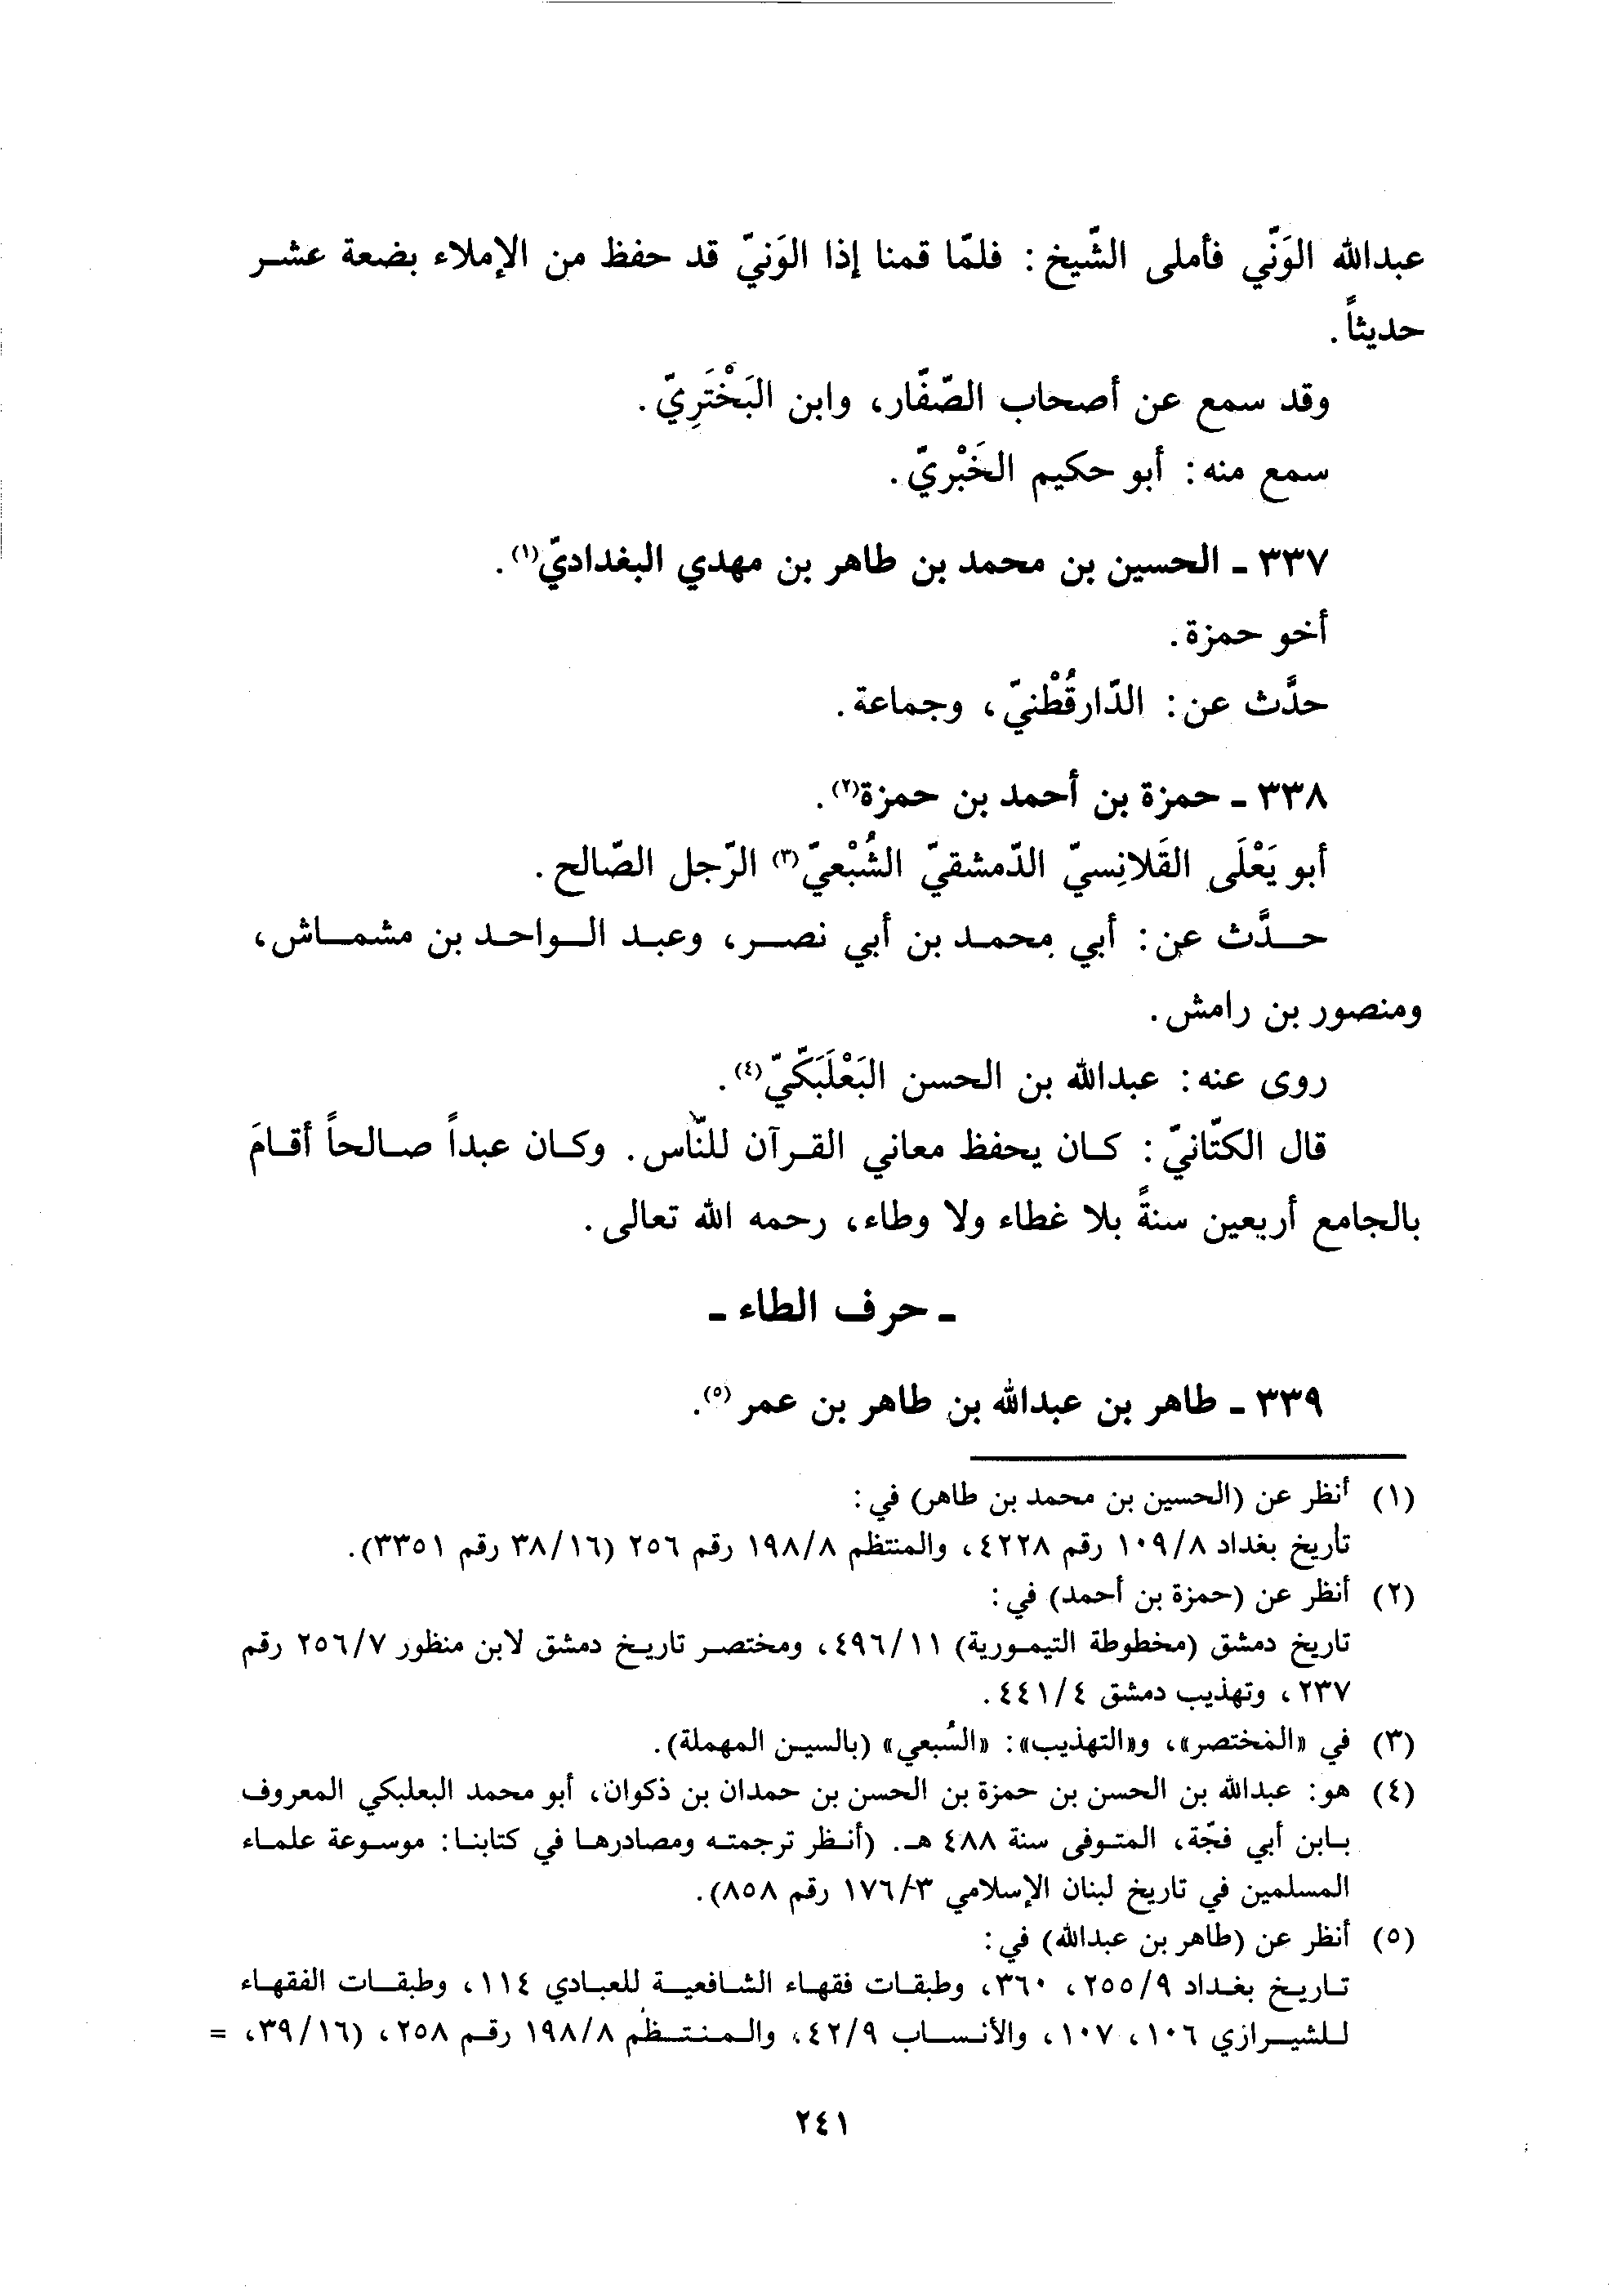 عبدالله الوَنّي فأملى الشّيخ: فلمّا قمنا إذا الوَنيّ قد حفظ من الإملاء بضعة عشر
حديثاً.
وقد سمع عن أصحاب الصّفّار، وابن البَخْتَرِيّ.
سمع منه: أبو حكيم الخَبْريّ.
٣٣٧ ـ الحسين بن محمد بن طاهر بن مهدي البغداديّ(١).
أخو حمزة.
حدَّث عن: الدّارقُطْنيّ، وجماعة.
٣٣٨ ـ حمزة بن أحمد بن حمزة(٢).
أبو يَعْلَى القَلانِسيّ الدّمشقيّ الشُبْعيّ(٣) الرّجل الصّالح.
حـدَّث عن: أبي محمد بن أبي نصر، وعبد الواحد بن مشماش،
ومنصور بن رامش.
روى عنه: عبدالله بن الحسن البَعْلَبَكّيّ(٤).
قال الكتّانيّ: كان يحفظ معاني القرآن للنّاس. وكان عبداً صالحاً أقامَ
بالجامع أربعين سنةً بلا غطاء ولا وطاء، رحمه الله تعالى.
ـ حرف الطاء ـ
٣٣٩ ـ طاهر بن عبدالله بن طاهر بن عمر(٥).
(١) أنظر عن (الحسين بن محمد بن طاهر) في:
تأريخ بغداد ١٠٩/٨ رقم ٤٢٢٨، والمنتظم ١٩٨/٨ رقم ٢٥٦ (٣٨/١٦ رقم ٣٣٥١).
(٢) أنظر عن (حمزة بن أحمد) في:
تاريخ دمشق (مخطوطة التيمورية) ٤٩٦/١١، ومختصر تاريخ دمشق لابن منظور ٢٥٦/٧ رقم
٢٣٧، وتهذيب دمشق ٤٤١/٤.
(٣) في «المختصر»، و«التهذيب»: «السُبعي» (بالسين المهملة).
(٤) هو: عبدالله بن الحسن بن حمزة بن الحسن بن حمدان بن ذكوان، أبو محمد البعلبكي المعروف
بابن أبي فجّة، المتوفى سنة ٤٨٨ هـ. (أنظر ترجمته ومصادرها في كتابنا: موسوعة علماء
المسلمين في تاريخ لبنان الإسلامي ١٧٦/٣ رقم ٨٥٨).
(٥) أنظر عن (طاهر بن عبدالله) في:
تاريخ بغداد ٢٥٥/٩، ٣٦٠، وطبقات فقهاء الشافعية للعبادي ١١٤، وطبقات الفقهاء
للشيرازي ١٠٦، ١٠٧، والأنساب ٤٢/٩، والمنتظم ١٩٨/٨ رقم ٢٥٨، (٣٩/١٦، =
٢٤١